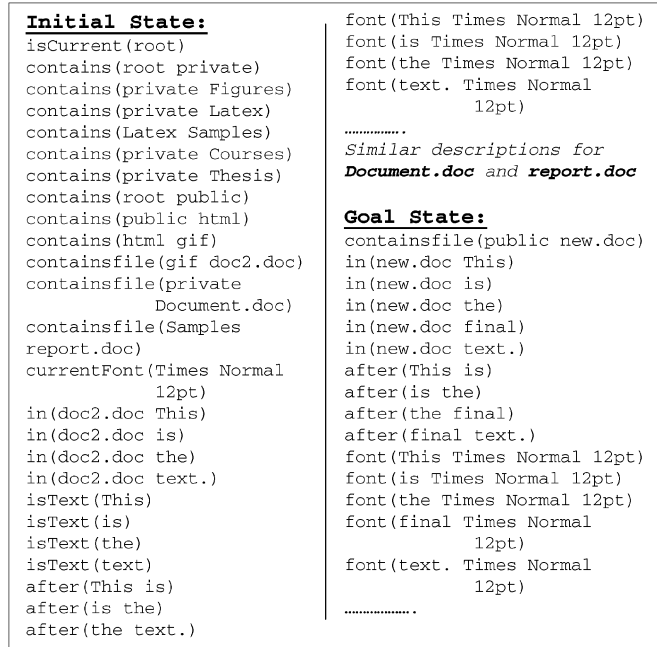 Initial State:
isCurrent(root)
contains(root private)
contains(private Figures)
contains(private Latex)
contains(Latex Samples)
contains(private Courses)
contains(private Thesis)
contains(root public)
contains(public html)
contains(html gif)
containsfile(gif doc2.doc)
containsfile(private
Document.doc)
containsfile(Samples
report.doc)
currentFont(Times Normal
12pt)
in(doc2.doc This)
in(doc2.doc is)
in(doc2.doc the)
in(doc2.doc text.)
isText(This)
isText(is)
isText(the)
isText(text)
after(This is)
after(is the)
after(the text.)
font(This Times Normal 12pt)
font(is Times Normal 12pt)
font(the Times Normal 12pt)
font(text. Times Normal
12pt)
................
Similar descriptions for
Document.doc and report.doc
Goal State:
containsfile(public new.doc)
in(new.doc This)
in(new.doc is)
in(new.doc the)
in(new.doc final)
in(new.doc text.)
after(This is)
after(is the)
after(the final)
after(final text.)
font(This Times Normal 12pt)
font(is Times Normal 12pt)
font(the Times Normal 12pt)
font(final Times Normal
12pt)
font(text. Times Normal
12pt)
...................